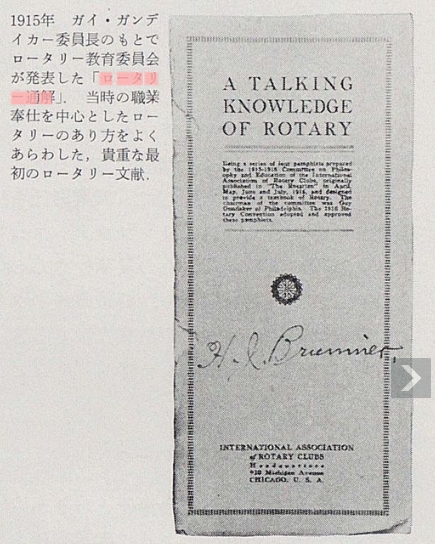 1915年　ガイ・ガンデ
イカー委員長のもとで
ロータリー教育委員会
が発表した「ロータリ
ー通解」． 当時の職業
奉仕を中心としたロー
タリーのあり方をよく
あらわした，貴重な最
初のロータリー文献．
A TALKING
KNOWLEDGE
OF ROTARY
Being a series of four pamphlets prepared
by the 1915-1916 Committee on Philos-
ophy and Education of the International
Association of Rotary Clubs, originally
published in "The Rotarian" in April,
May, June and July, 1916, and designed
to provide a textbook of Rotary. The
chairman of the committee was Guy
Gundaker of Philadelphia. The 1916 Ro-
tary Convention adopted and approved
these pamphlets.
INTERNATIONAL ASSOCIATION
of ROTARY CLUBS
Headquarters
910 Michigan Avenue
CHICAGO, U. S. A.